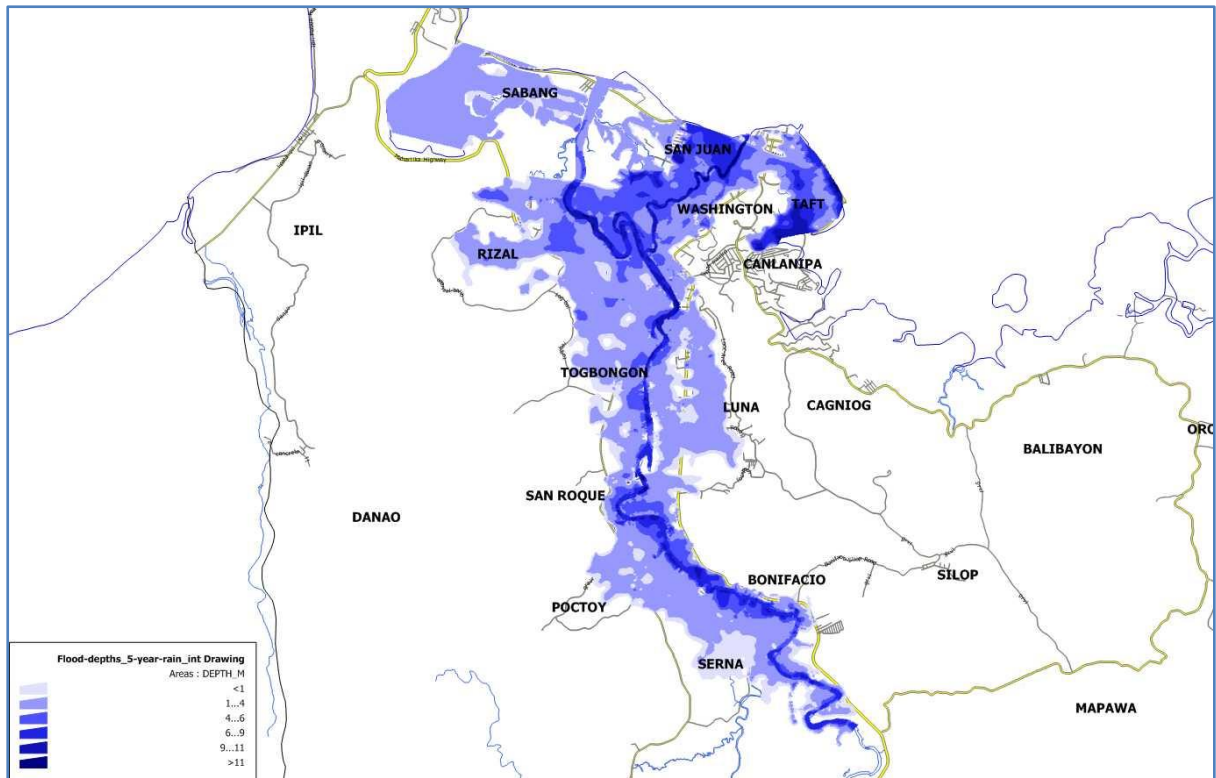 SABANG
SAN JUAN
WASHINGTON
TAFT
IPIL
RIZAL
CANLANIPA
TOGBONGON
LUNA
CAGNIOG
BALIBAYON
ORO
SAN ROQUE
DANAO
BONIFACIO
SILOP
POCTOY
SERNA
MAPAWA
Flood-depths_5-year-rain_int Drawing
Areas : DEPTH_M
<1
1...4
4...6
6...9
9...11
>11